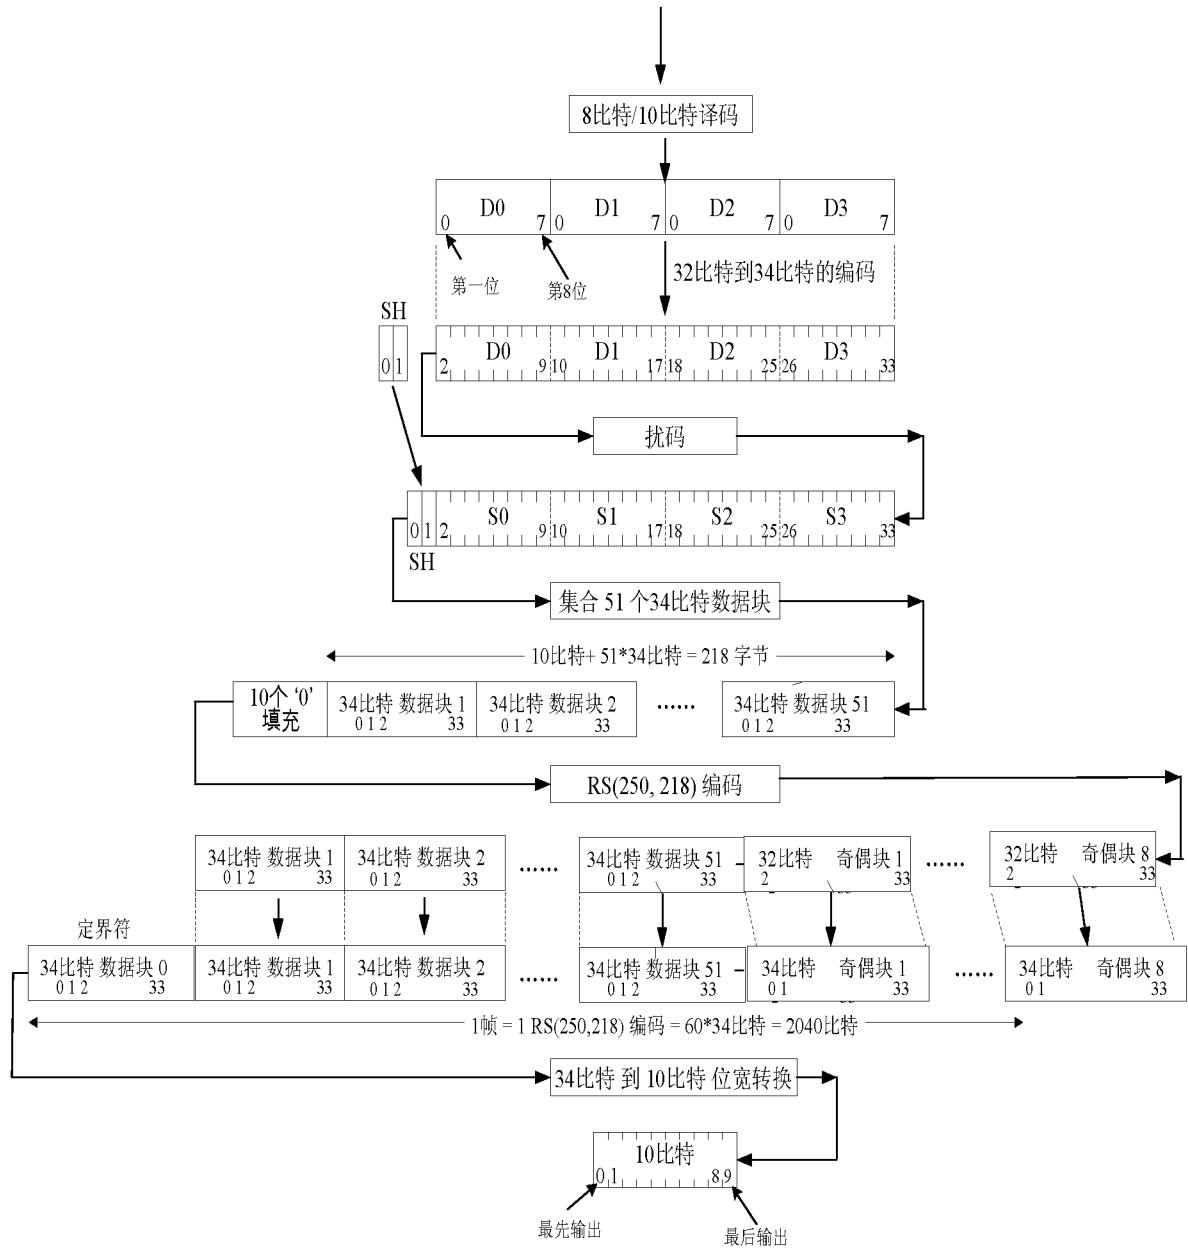 8比特/10比特译码
D0 D1 D2 D3
0 7 0 7 0 7 0 7
第一位 第8位
32比特到34比特的编码
SH
0 1
D0 D1 D2 D3
2 9 10 17 18 25 26 33
扰码
S0 S1 S2 S3
0 1 2 9 10 17 18 25 26 33
SH
集合 51 个34比特数据块
10比特+ 51*34比特 = 218 字节
10个 ‘0’ 填充
34比特 数据块 1 34比特 数据块 2 ...... 34比特 数据块 51
0 1 2 33 0 1 2 33 0 1 2 33
RS(250, 218) 编码
34比特 数据块 1 34比特 数据块 2 ...... 34比特 数据块 51 32比特 奇偶块 1 ...... 32比特 奇偶块 8
0 1 2 33 0 1 2 33 0 1 2 33 2 33 2 33
定界符
34比特 数据块 0 34比特 数据块 1 34比特 数据块 2 ...... 34比特 数据块 51 34比特 奇偶块 1 ...... 34比特 奇偶块 8
0 1 2 33 0 1 2 33 0 1 2 33 0 1 2 33 0 1 33 0 1 33
1帧 = 1 RS(250,218) 编码 = 60*34比特 = 2040比特
34比特 到 10比特 位宽转换
10比特
0 1 8 9
最先输出 最后输出